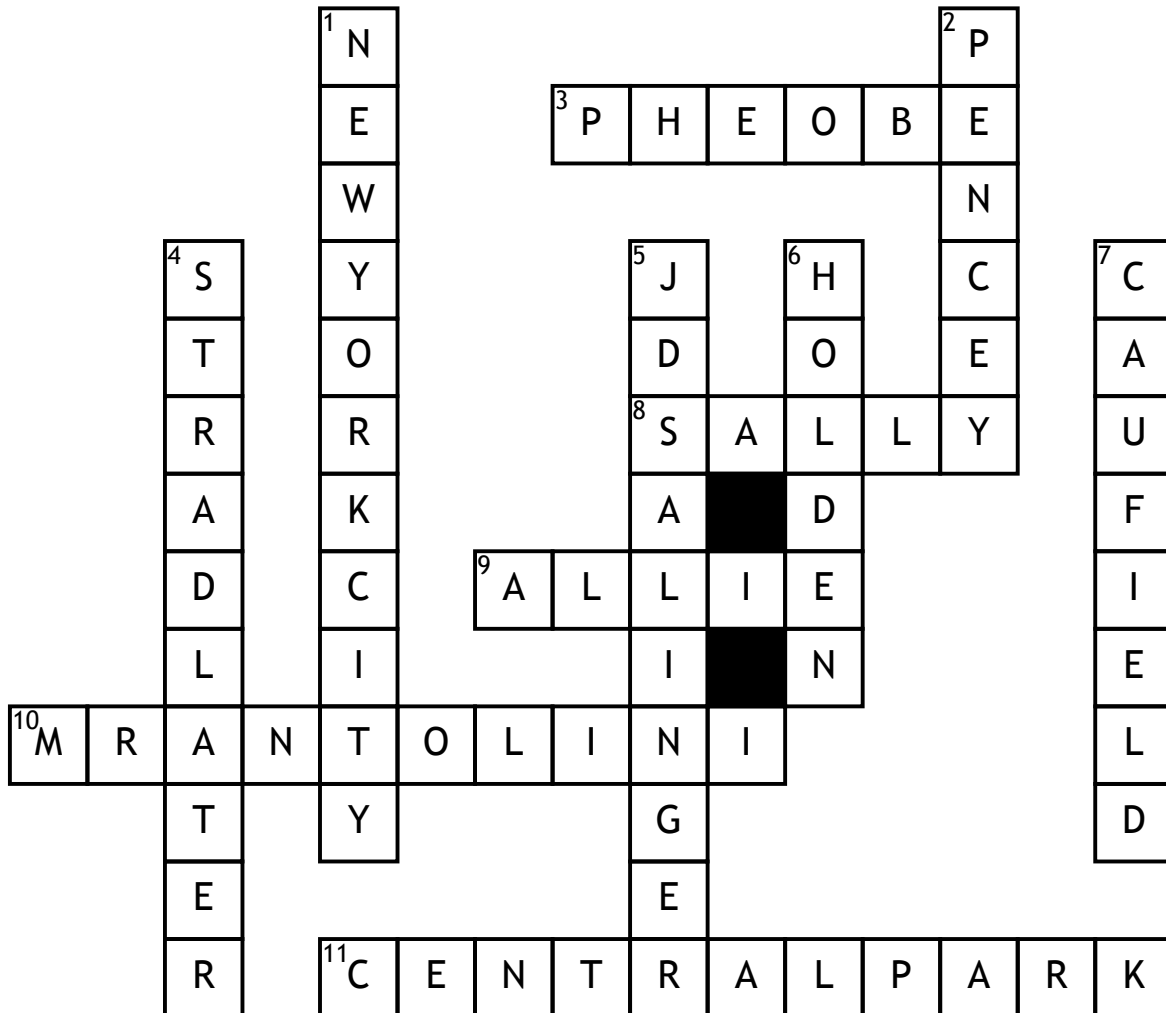 1 N 2 P
E 3 P H E O B E
W N
4 S Y 5 J 6 H C 7 C
T O D O E A
R R 8 S A L L Y U
A K A D F
D C 9 A L L I E I
L I I N E
10 M R A N T O L I N I L
T Y G D
E E
R 11 C E N T R A L P A R K